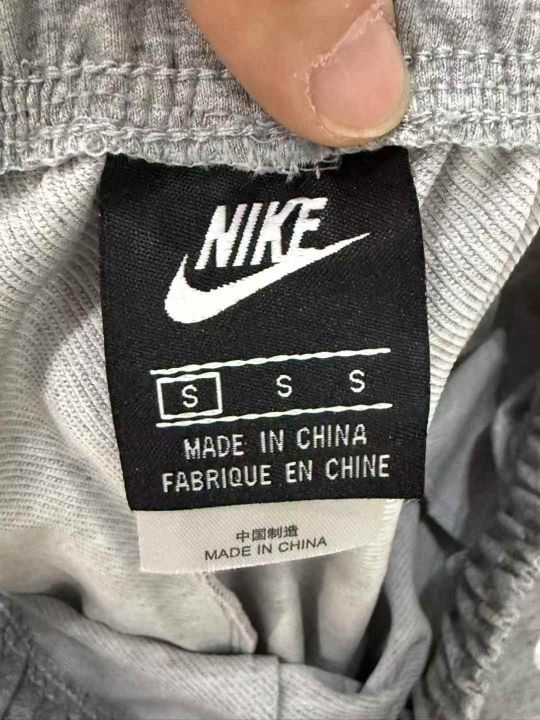 NIKE
S S S
MADE IN CHINA
FABRIQUE EN CHINE
中国制造
MADE IN CHINA